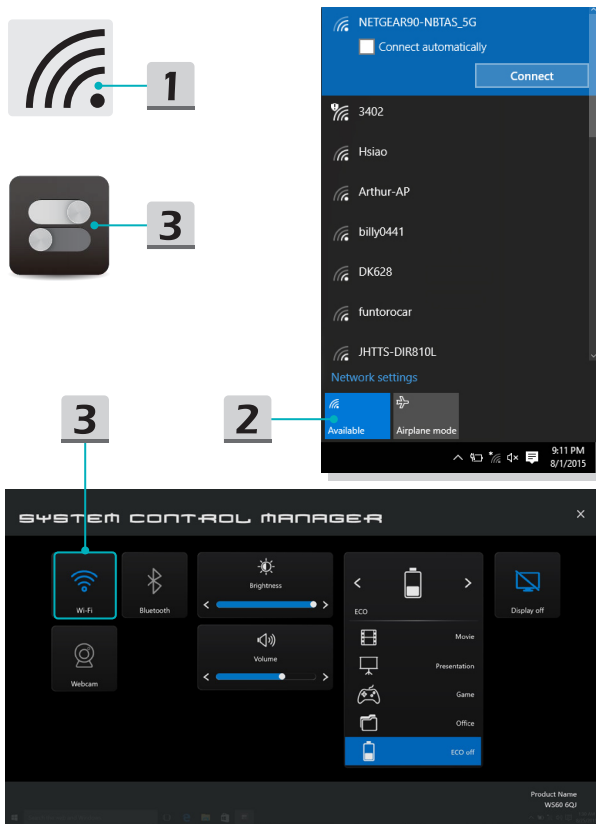 1
3
NETGEAR90-NBTAS_5G
Connect automatically
Connect
3402
Hsiao
Arthur-AP
billy0441
DK628
funtorocar
JHTTS-DIR810L
Network settings
Available
Airplane mode
9:11 PM
8/1/2015
2
3
SYSTEM CONTROL MANAGER
Wi-Fi
Bluetooth
Brightness
Volume
Webcam
ECO
Movie
Presentation
Game
Office
ECO off
Display off
Product Name
WS60 6QJ